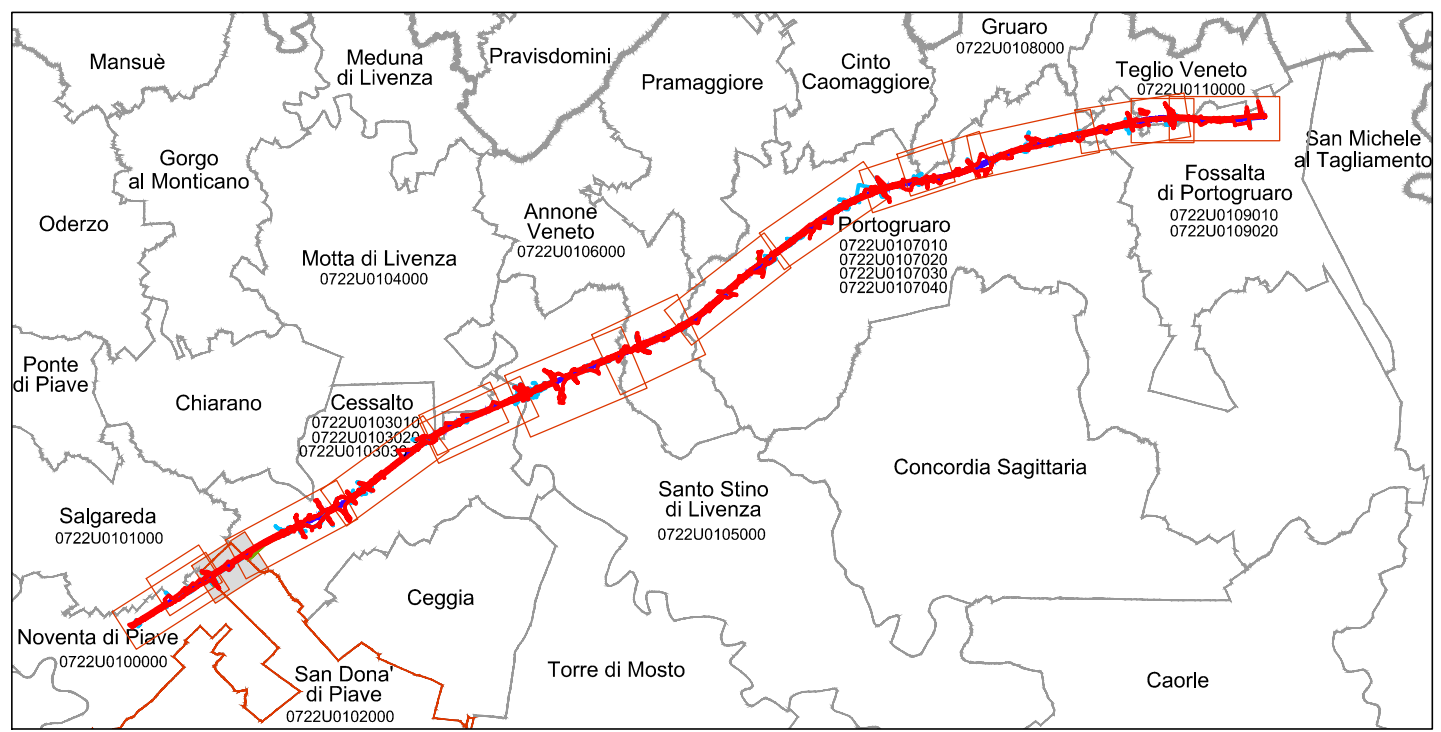 Gruaro
0722U0108000
Mansuè
Meduna
di Livenza
Pravisdomini
Pramaggiore
Cinto
Caomaggiore
Teglio Veneto
0722U0110000
San Michele
al Tagliamento
Gorgo
al Monticano
Fossalta
di Portogruaro
0722U0109010
0722U0109020
Oderzo
Annone
Veneto
0722U0106000
Portogruaro
0722U0107010
0722U0107020
0722U0107030
0722U0107040
Motta di Livenza
0722U0104000
Ponte
di Piave
Chiarano
Cessalto
0722U0103010
0722U0103020
0722U0103030
Concordia Sagittaria
Santo Stino
di Livenza
0722U0105000
Salgareda
0722U0101000
Ceggia
Noventa di Piave
0722U0100000
San Dona'
di Piave
0722U0102000
Torre di Mosto
Caorle